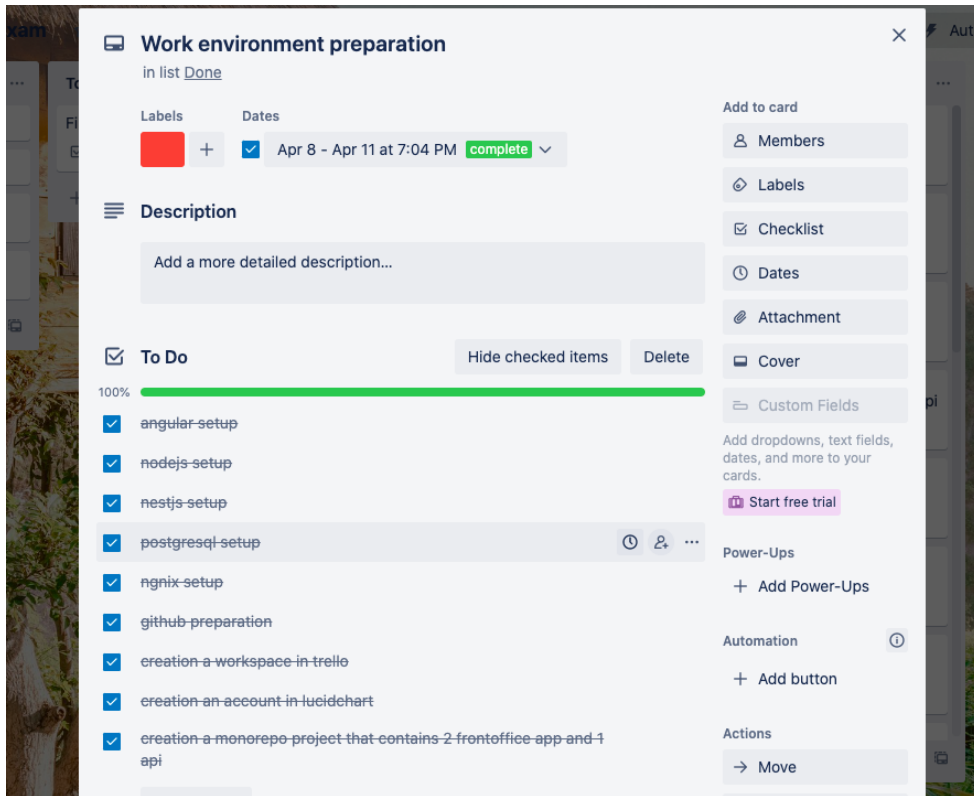 xam
Work environment preparation
in list Done
Aut
To
Fi
Labels
Dates
Apr 8 - Apr 11 at 7:04 PM complete
Description
Add a more detailed description...
To Do
Hide checked items
Delete
100%
angular setup
nodejs setup
nestjs setup
postgresql setup
ngnix setup
github preparation
creation a workspace in trello
creation an account in lucidchart
creation a monorepo project that contains 2 frontoffice app and 1
api
Add to card
Members
Labels
Checklist
Dates
Attachment
Cover
Custom Fields
Add dropdowns, text fields,
dates, and more to your
cards.
Start free trial
Power-Ups
Add Power-Ups
Automation
Add button
Actions
Move
pi